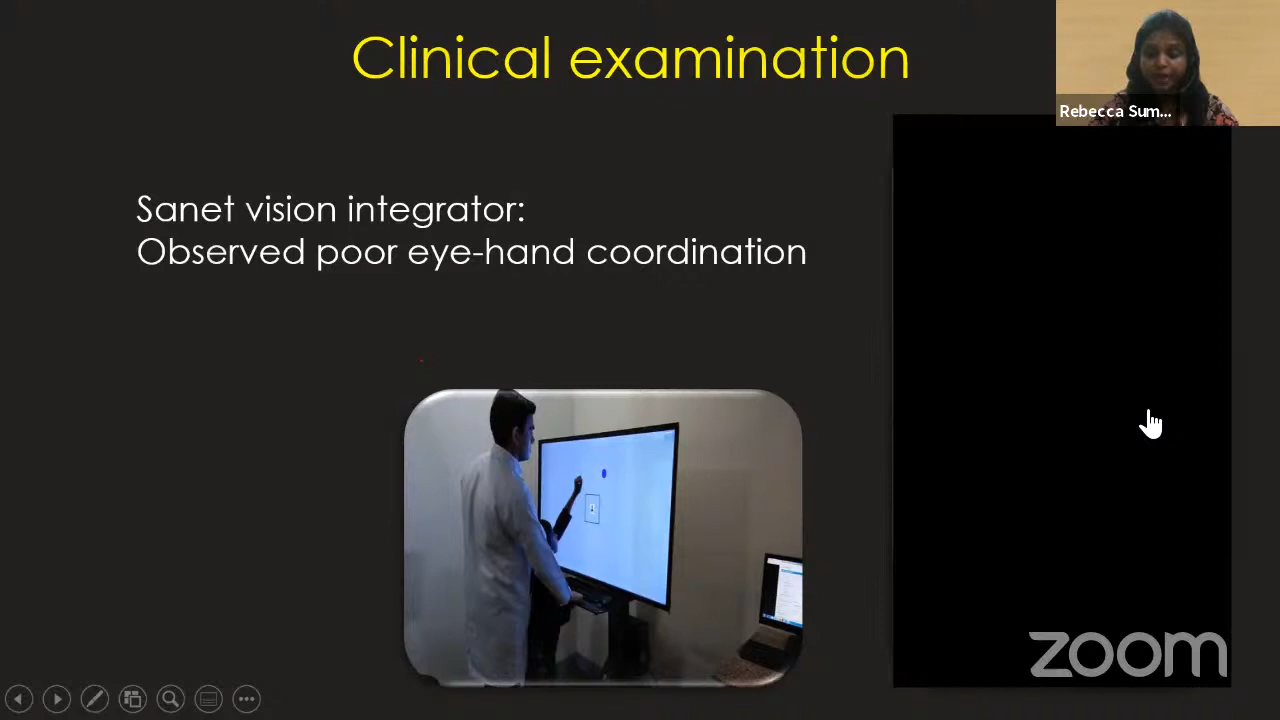 Clinical examination
Rebecca Sum...
Sanet vision integrator:
Observed poor eye-hand coordination
zoom